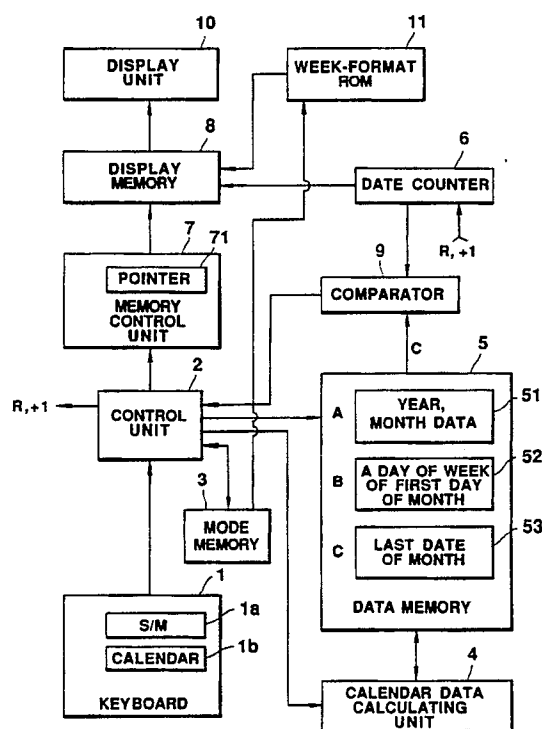 10
DISPLAY
UNIT
11
WEEK-FORMAT
ROM
8
DISPLAY
MEMORY
6
DATE COUNTER
R, +1
7
71
POINTER
MEMORY
CONTROL
UNIT
9
COMPARATOR
C
2
CONTROL
UNIT
R, +1
5
A
YEAR,
MONTH DATA
51
B
A DAY OF WEEK
OF FIRST DAY
OF MONTH
52
C
LAST DATE
OF MONTH
53
DATA MEMORY
3
MODE
MEMORY
1
S/M
1a
CALENDAR
1b
KEYBOARD
4
CALENDAR DATA
CALCULATING
UNIT